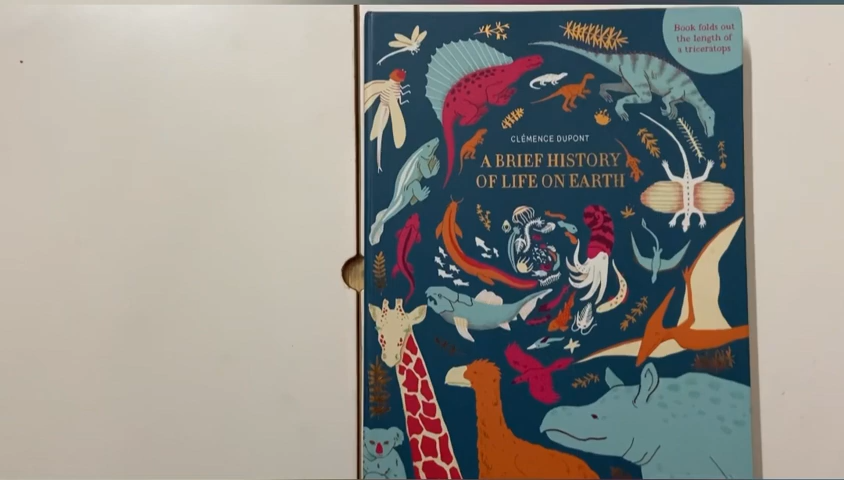 Book folds out
the length of
a triceratops
CLÉMENCE DUPONT
A BRIEF HISTORY
OF LIFE ON EARTH